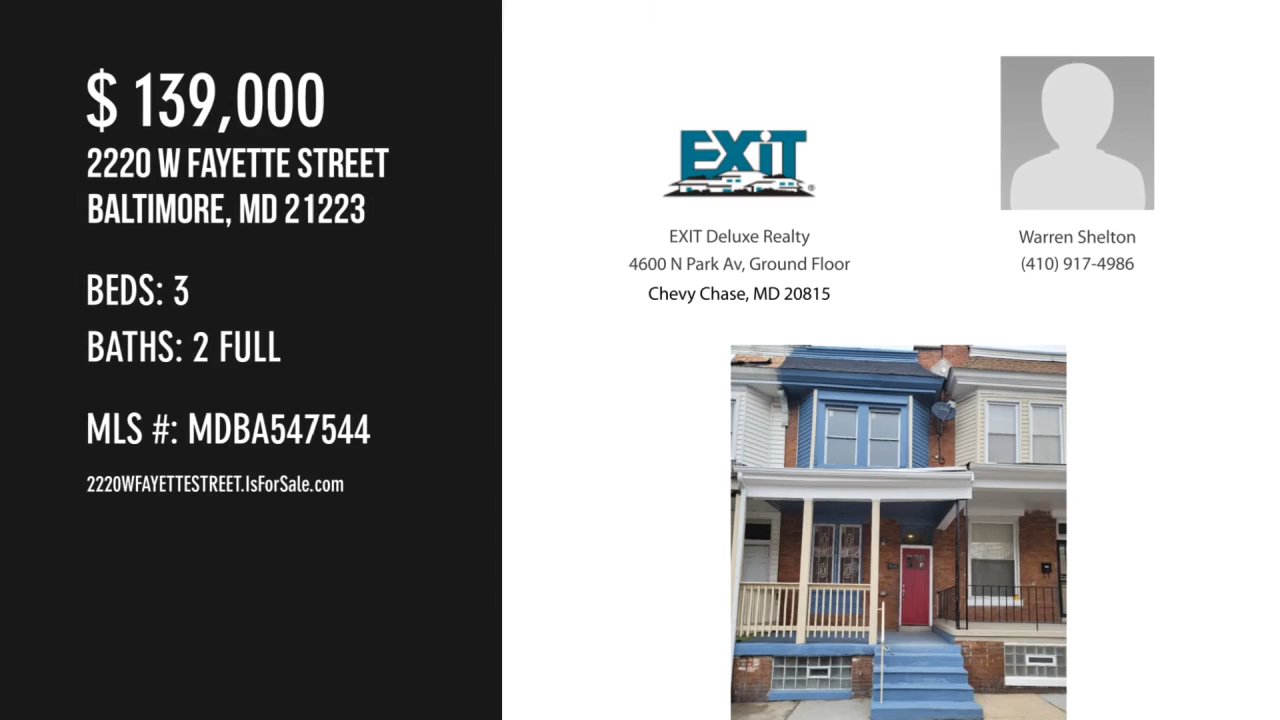 $ 139,000
2220 W FAYETTE STREET
BALTIMORE, MD 21223
BEDS: 3
BATHS: 2 FULL
MLS #: MDBA547544
2220WFAYETTESTREET.IsForSale.com
EXiT
®
EXIT Deluxe Realty
4600 N Park Av, Ground Floor
Chevy Chase, MD 20815
Warren Shelton
(410) 917-4986